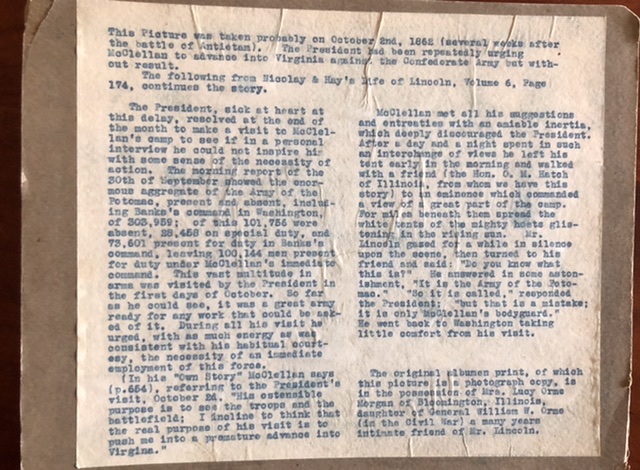 This Picture was taken probably on October 2nd, 1862 (several weeks after
the battle of Antietam). The President had been repeatedly urging
McClellan to advance into Virginia against the Confederate Army but with-
out result.
The following from Nicolay & Hay's Life of Lincoln, Volume 6, Page
174, continues the story.
The President, sick at heart at
this delay, resolved at the end of
the month to make a visit to McClel-
lan's camp to see if in a personal
interview he could not inspire him
with some sense of the necessity of
action. The morning report of the
30th of September showed the enor-
mous aggregate of the Army of the
Potomac, present and absent, includ-
ing Banks's command in Washington,
of 303,959; of this 101,756 were
absent, 28,458 on special duty, and
73,601 present for duty in Banks's
command, leaving 100,144 men present
for duty under McClellan's immediate
command. This vast multitude in
arms was visited by the President in
the first days of October. So far
as he could see, it was a great army
ready for any work that could be ask-
ed of it. During all his visit he
urged, with as much energy as was
consistent with his habitual court-
esy, the necessity of an immediate
employment of this force.
(In his "Own Story" McClellan says
(p.654), referring to the President's
visit, October 2d, "His ostensible
purpose is to see the troops and the
battlefield; I incline to think that
the real purpose of his visit is to
push me into a premature advance into
Virgina."
McClellan met all his suggestions
and entreaties with an amiable inertia,
which deeply discouraged the President.
After a day and a night spent in such
an interchange of views he left his
tent early in the morning and walked
with a friend (the Hon. O. M. Hatch
of Illinois, from whom we have this
story) to an eminence which commanded
a view of a great part of the camp.
For miles beneath them spread the
white tents of the mighty hosts glis-
tening in the rising sun. Mr.
Lincoln gazed for a while in silence
upon the scene, then turned to his
friend and said: "Do you know what
this is?" He answered in some aston-
ishment, "It is the Army of the Poto-
mac." "So it is called," responded
the President; "but that is a mistake;
it is only McClellan's bodyguard."
He went back to Washington taking
little comfort from his visit.
The original albumen print, of which
this picture is a photograph copy, is
in the possession of Mrs. Lucy Orme
Morgan of Bloomington, Illinois,
daughter of General William W. Orme
(in the Civil War) a many years
intimate friend of Mr. Lincoln.